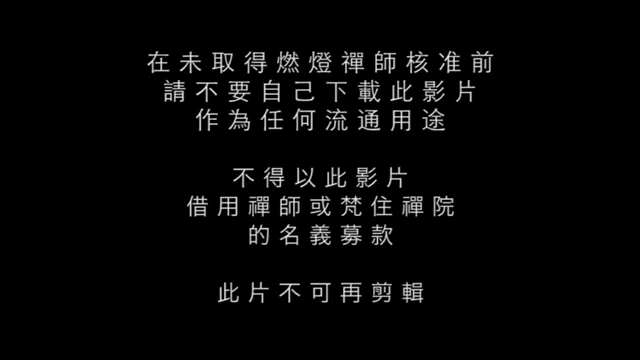 在未取得燃燈禪師核准前
請不要自己下載此影片
作為任何流通用途
不得以此影片
借用禪師或梵住禪院
的名義募款
此片不可再剪輯